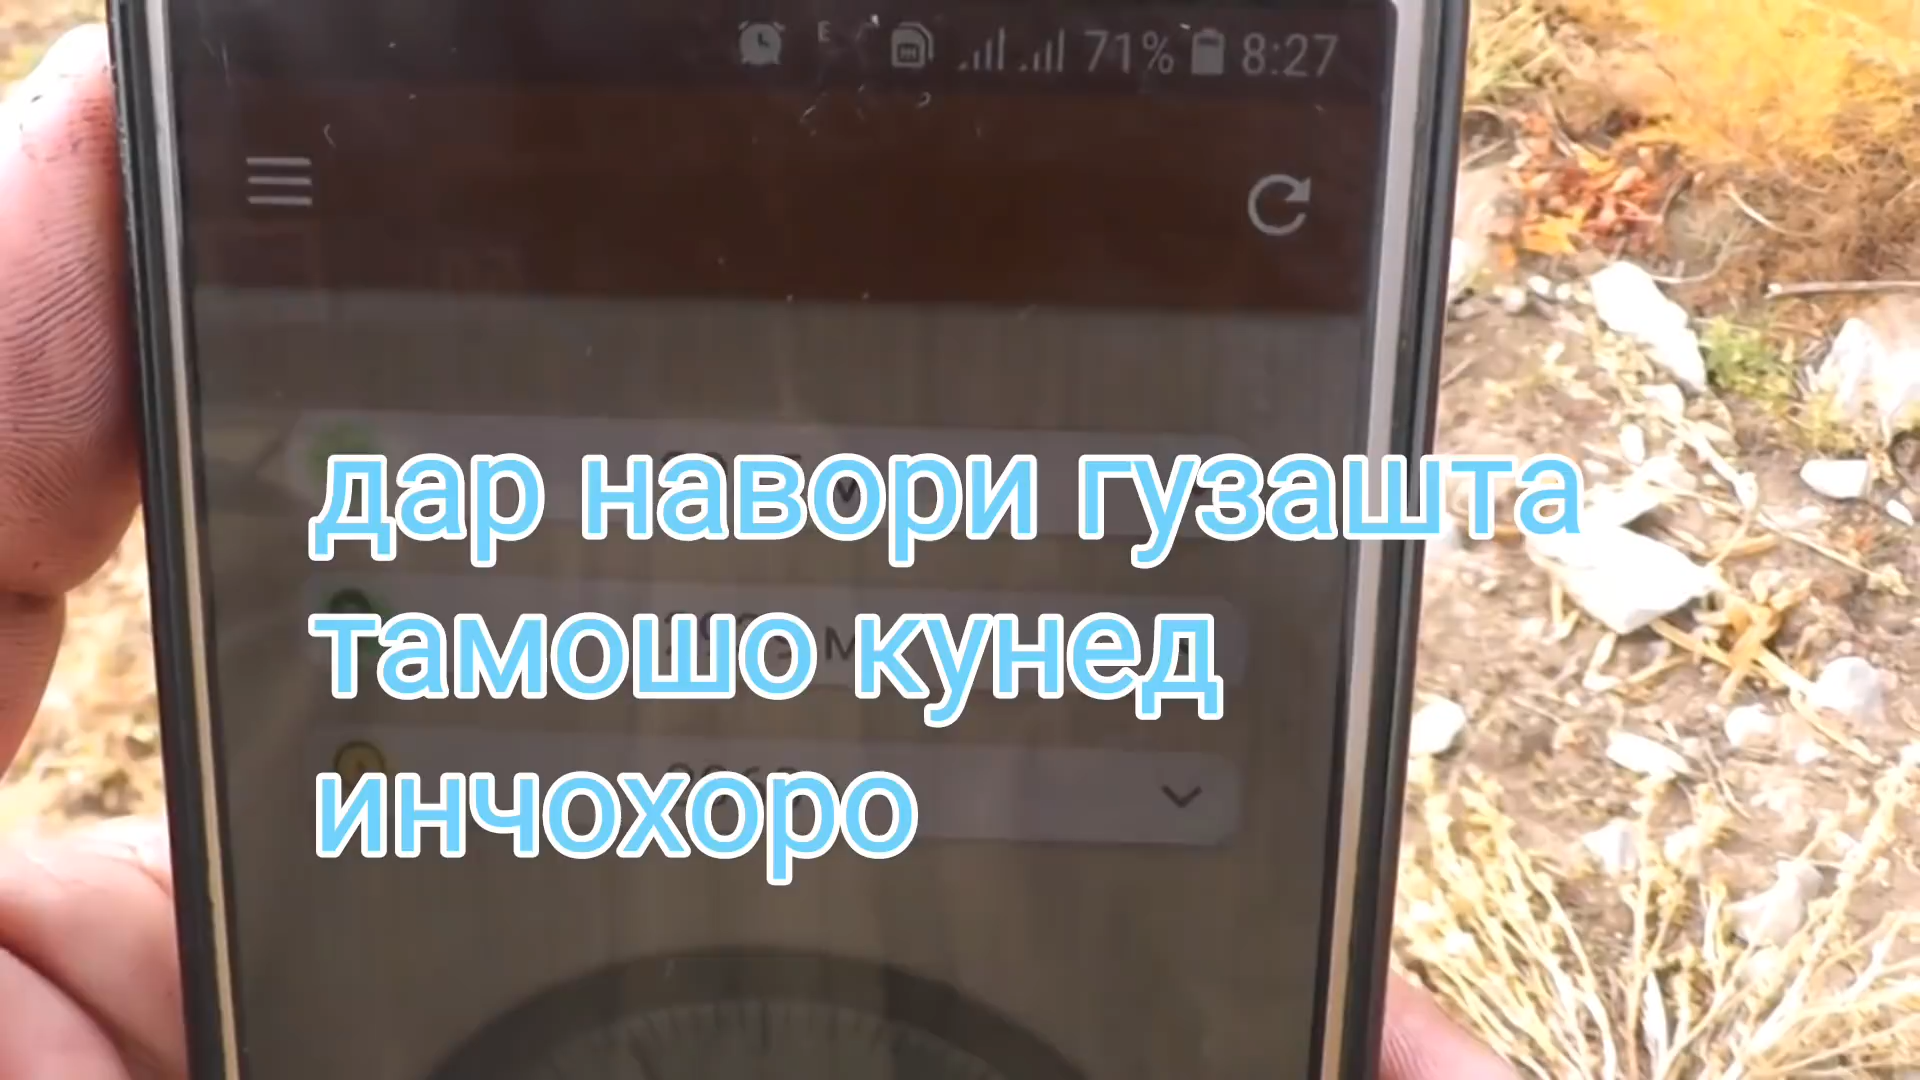 71% 8:27
дар навори гузашта
тамошо кунед
инчохоро